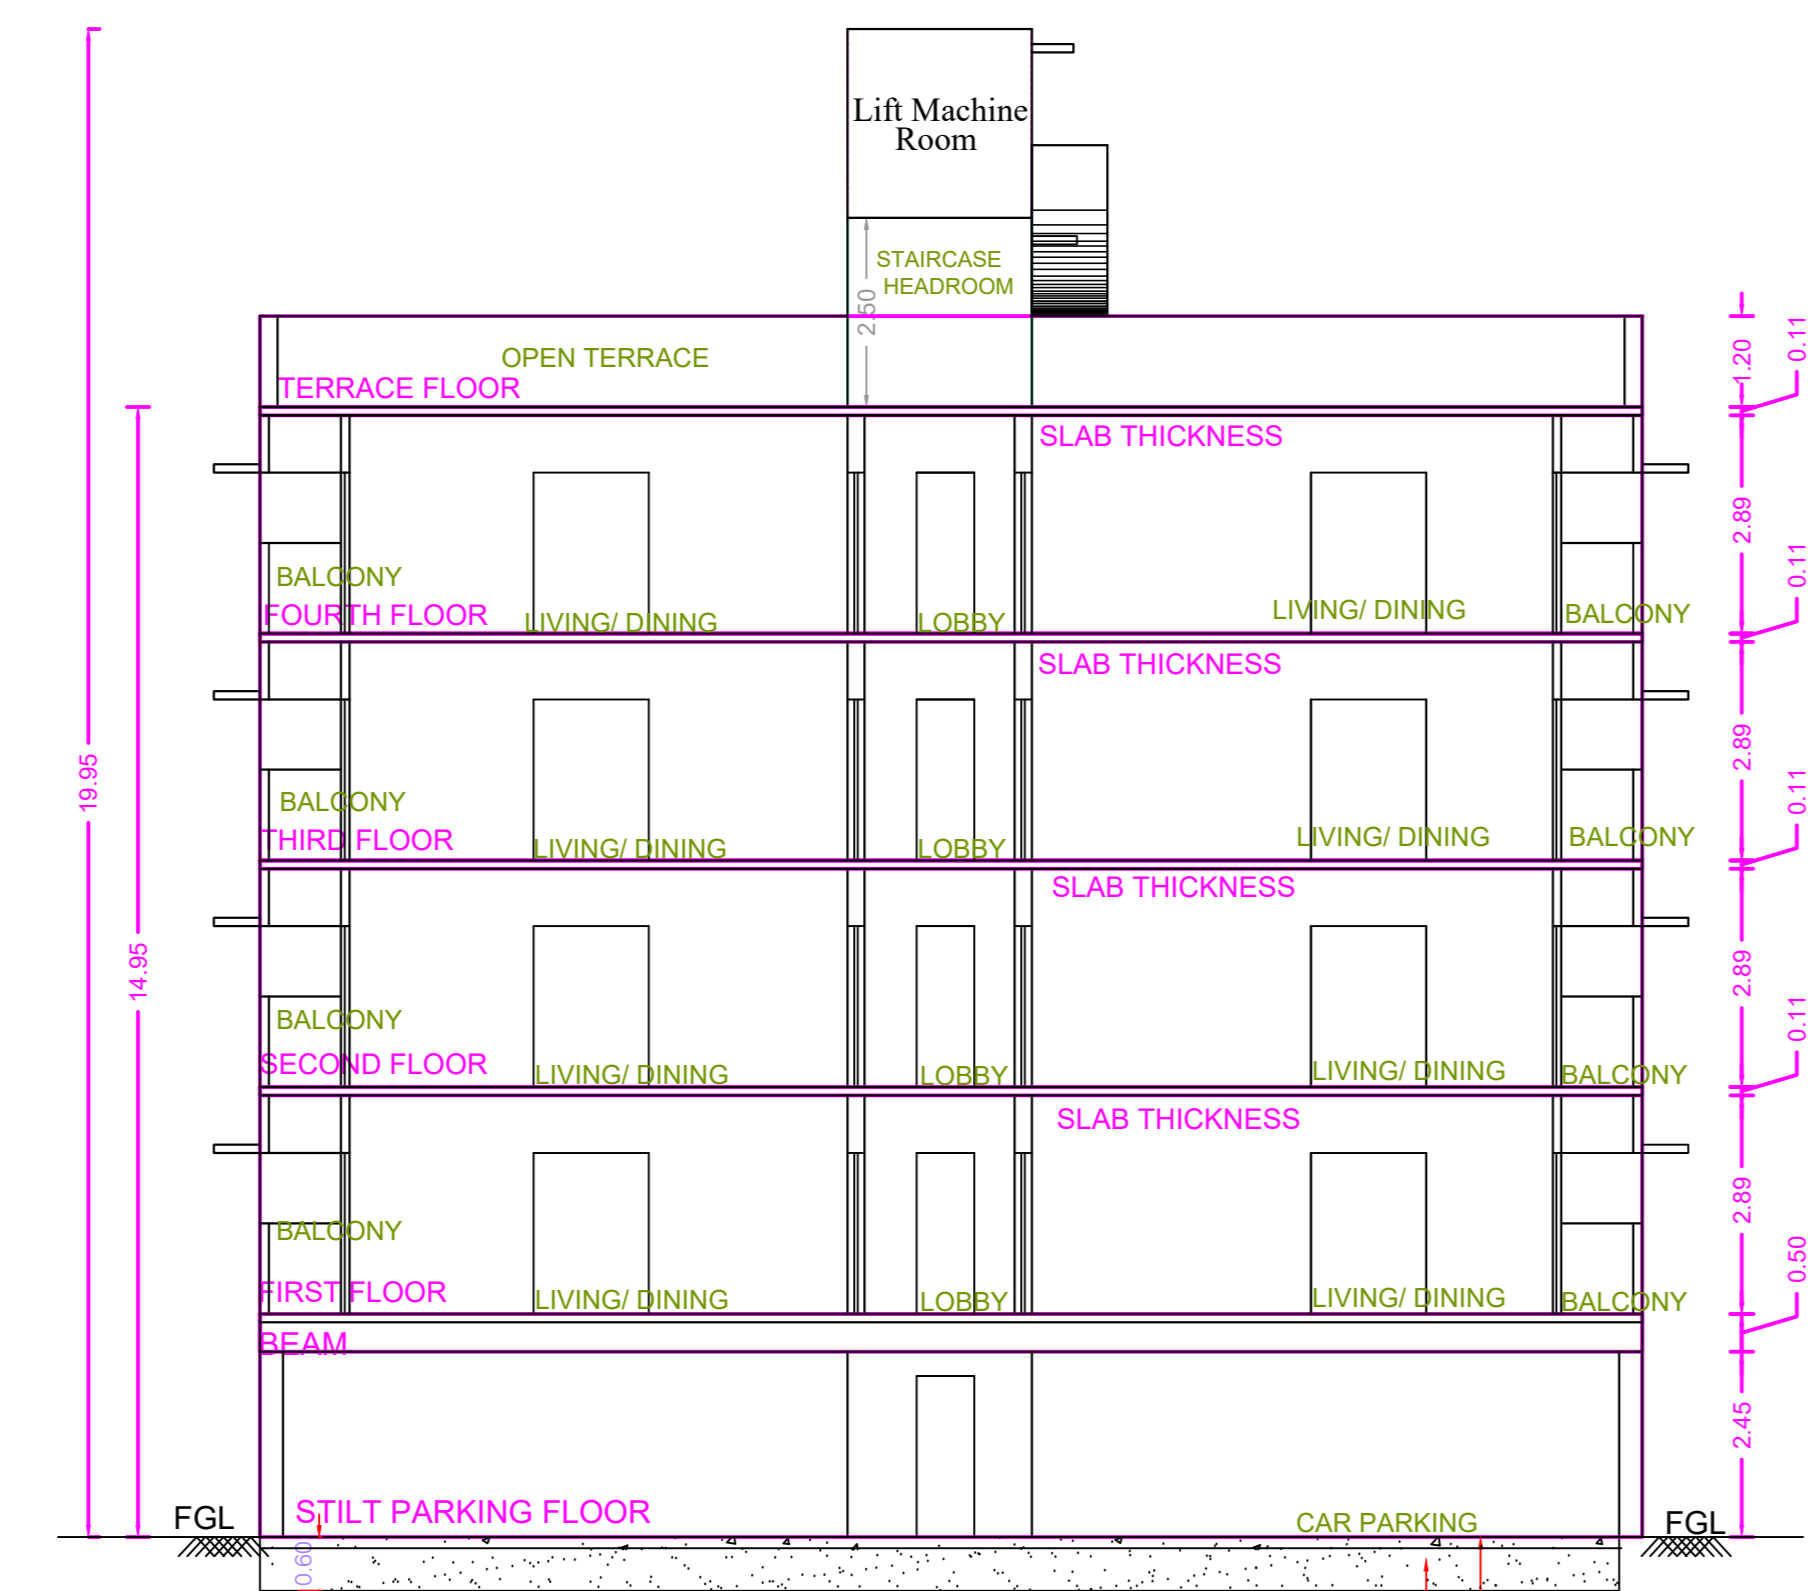 Lift Machine
Room
STAIRCASE
HEADROOM
2.50
OPEN TERRACE
TERRACE FLOOR
1.20
0.11
SLAB THICKNESS
2.89
BALCONY
FOURTH FLOOR
LIVING/ DINING
LOBBY
LIVING/ DINING
BALCONY
0.11
SLAB THICKNESS
19.95
2.89
BALCONY
THIRD FLOOR
LIVING/ DINING
LOBBY
LIVING/ DINING
BALCONY
0.11
SLAB THICKNESS
14.95
2.89
BALCONY
SECOND FLOOR
LIVING/ DINING
LOBBY
LIVING/ DINING
BALCONY
0.11
SLAB THICKNESS
2.89
BALCONY
FIRST FLOOR
LIVING/ DINING
LOBBY
LIVING/ DINING
BALCONY
0.50
BEAM
2.45
FGL
STILT PARKING FLOOR
CAR PARKING
FGL
0.60